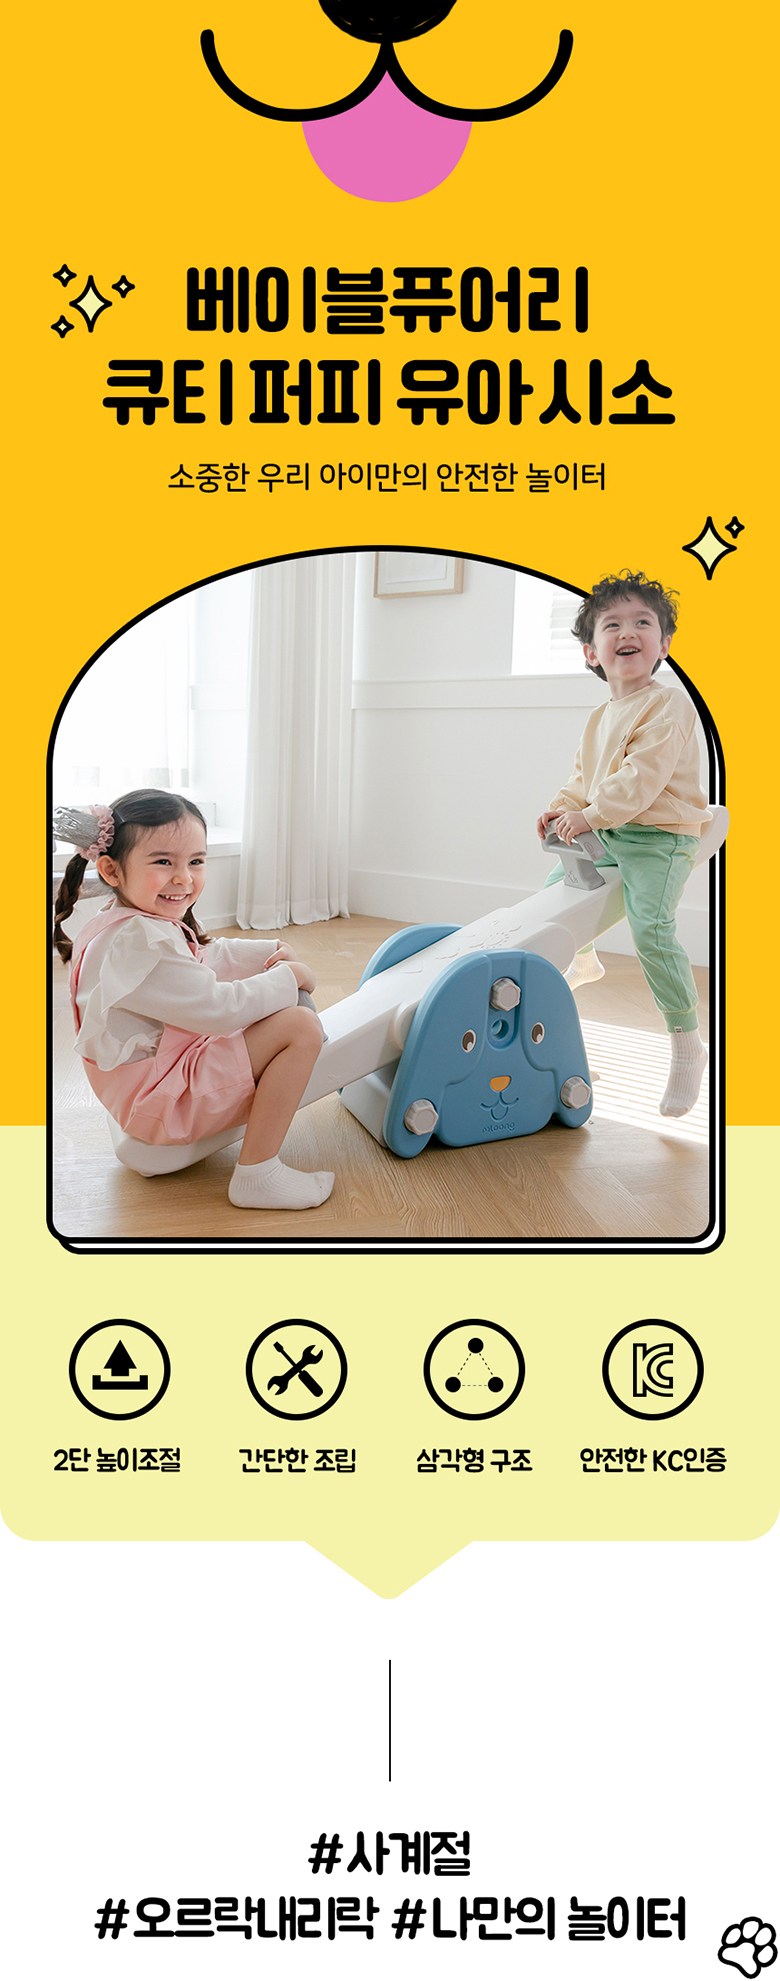 베이블퓨어리
큐티 퍼피 유아 시소
소중한 우리 아이만의 안전한 놀이터
2단 높이조절
간단한 조립
삼각형 구조
안전한 KC인증
#사계절
#오르락내리락 #나만의 놀이터